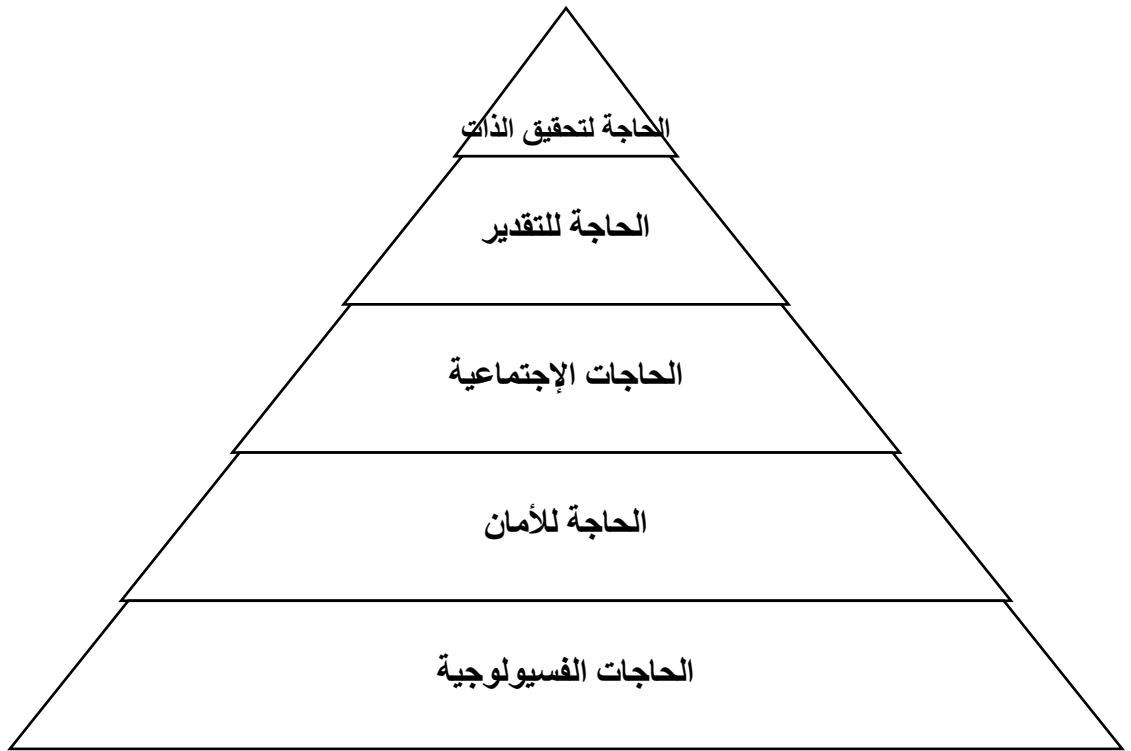 الحاجة لتحقيق الذات
الحاجة للتقدير
الحاجات الإجتماعية
الحاجة للأمان
الحاجات الفسيولوجية